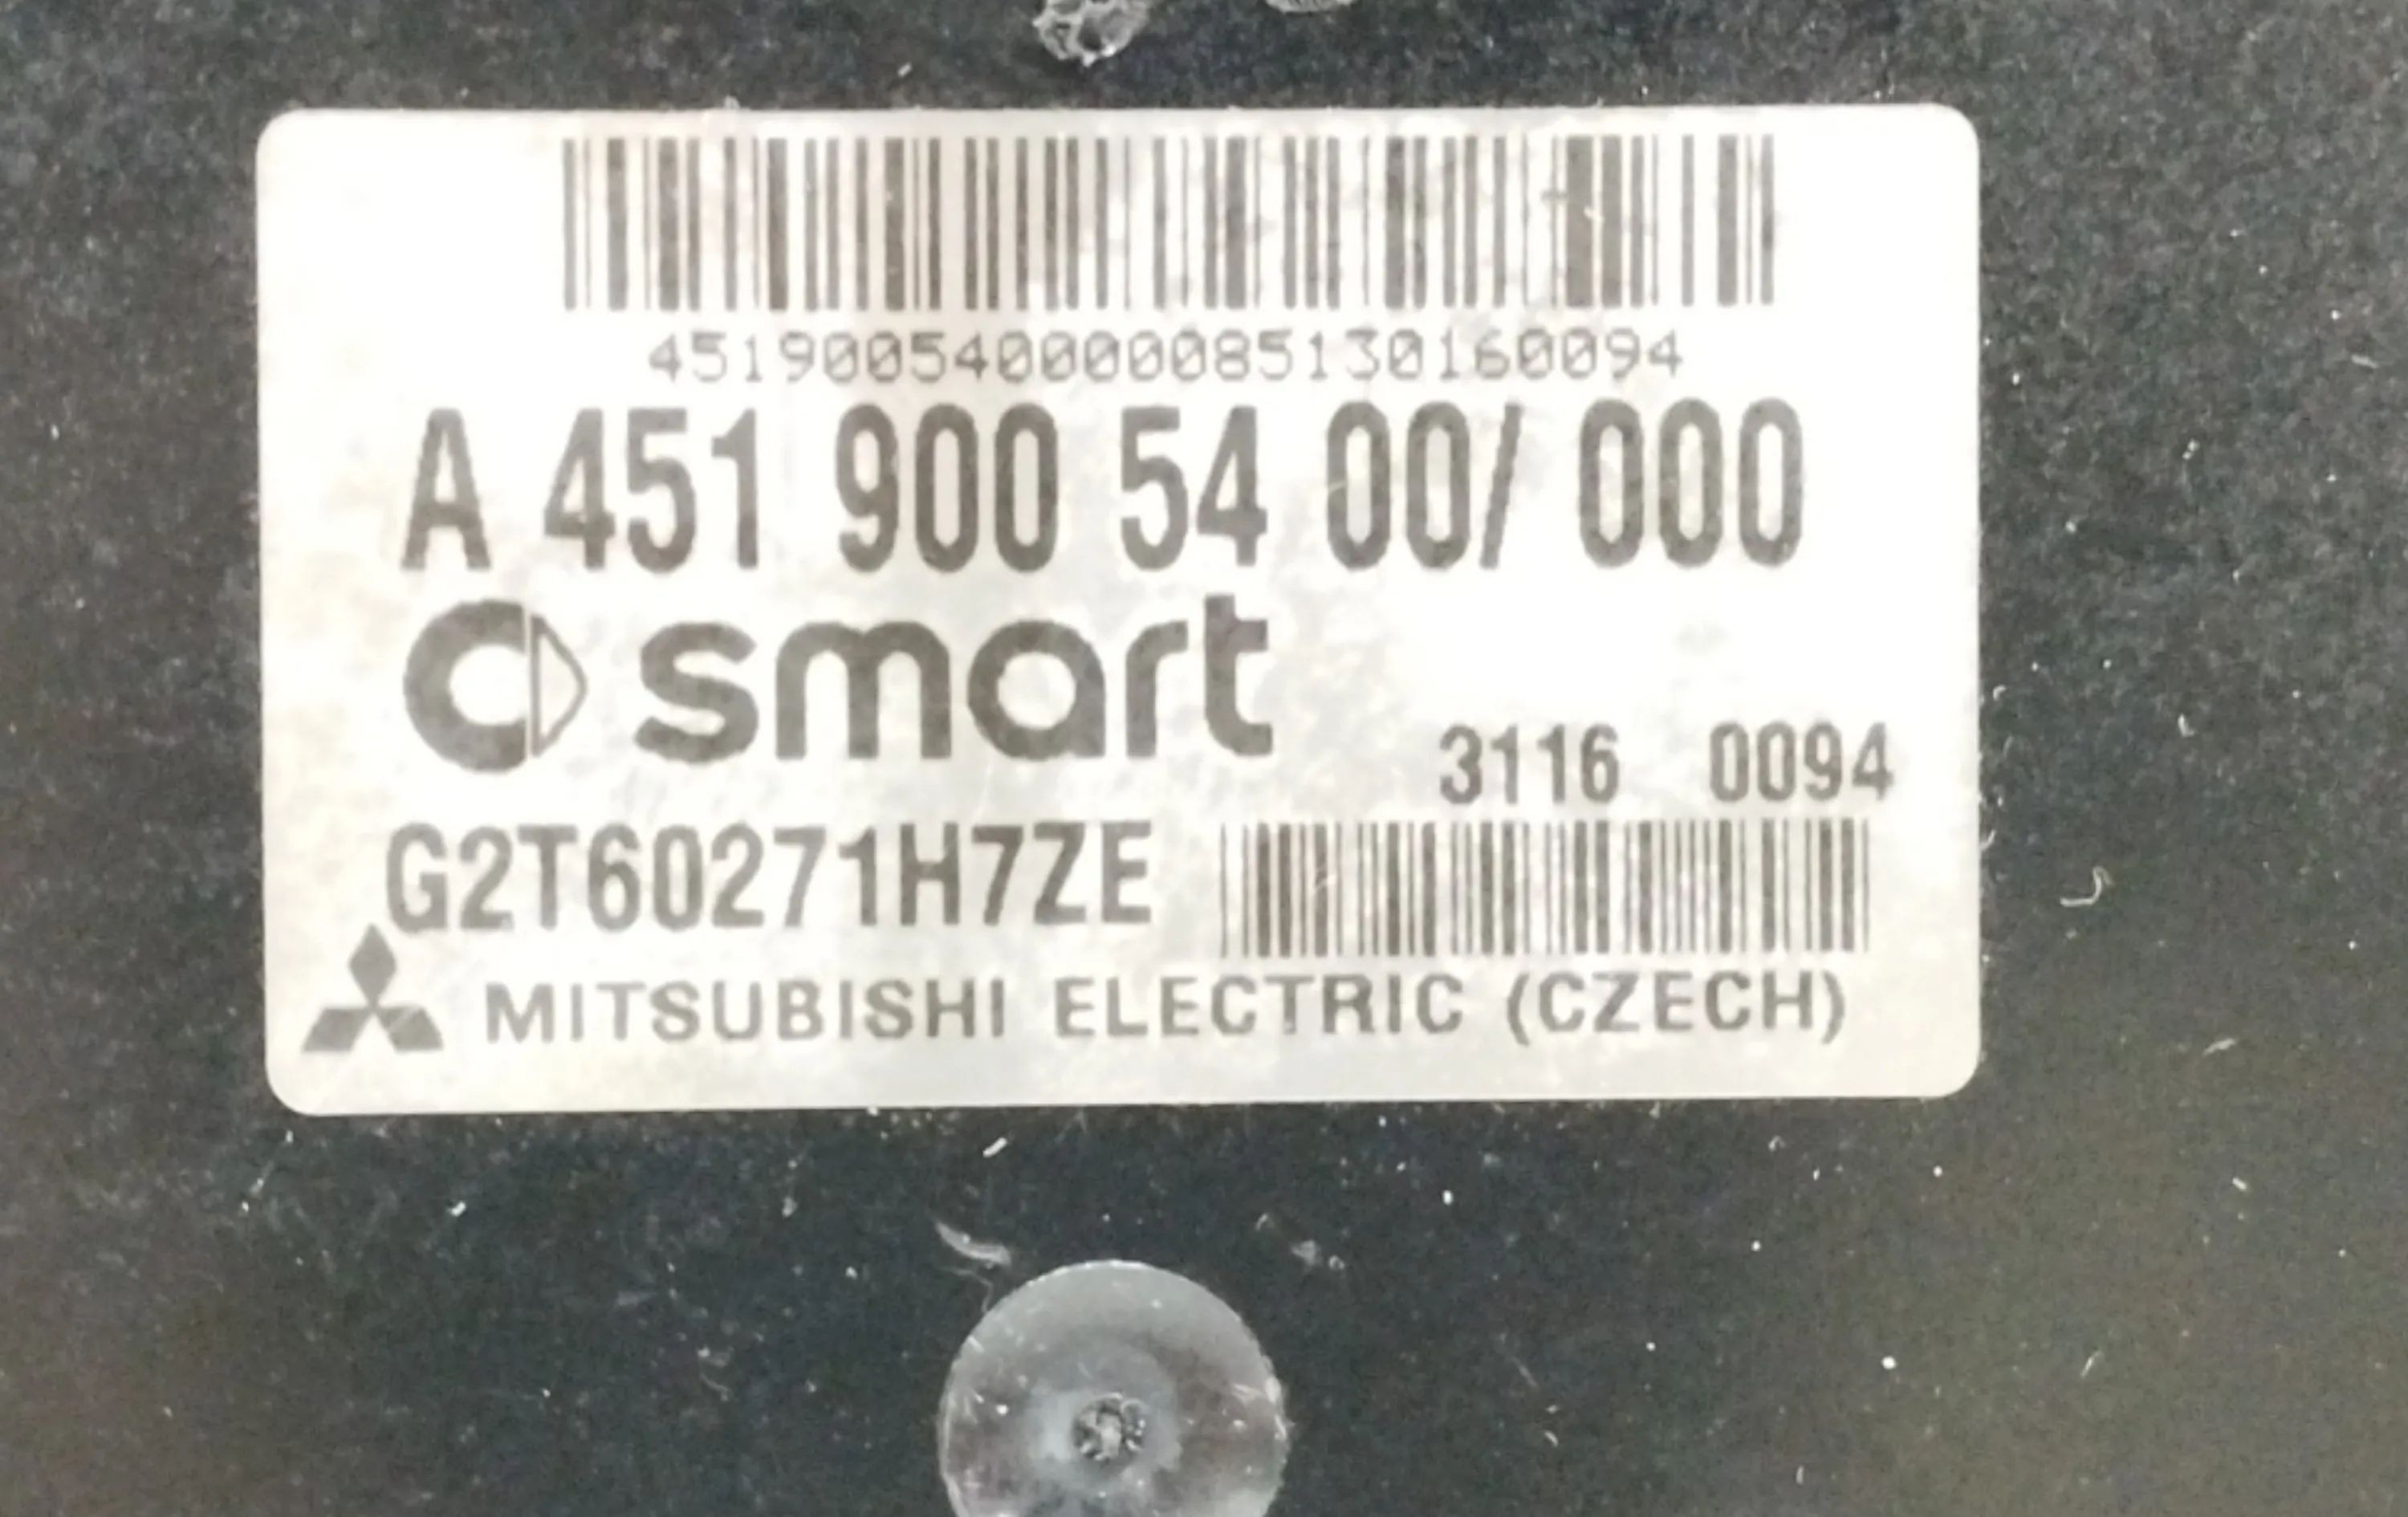 451900540000085130160094
A 451 900 54 00/ 000
smart
3116 0094
G2T60271H7ZE
MITSUBISHI ELECTRIC (CZECH)